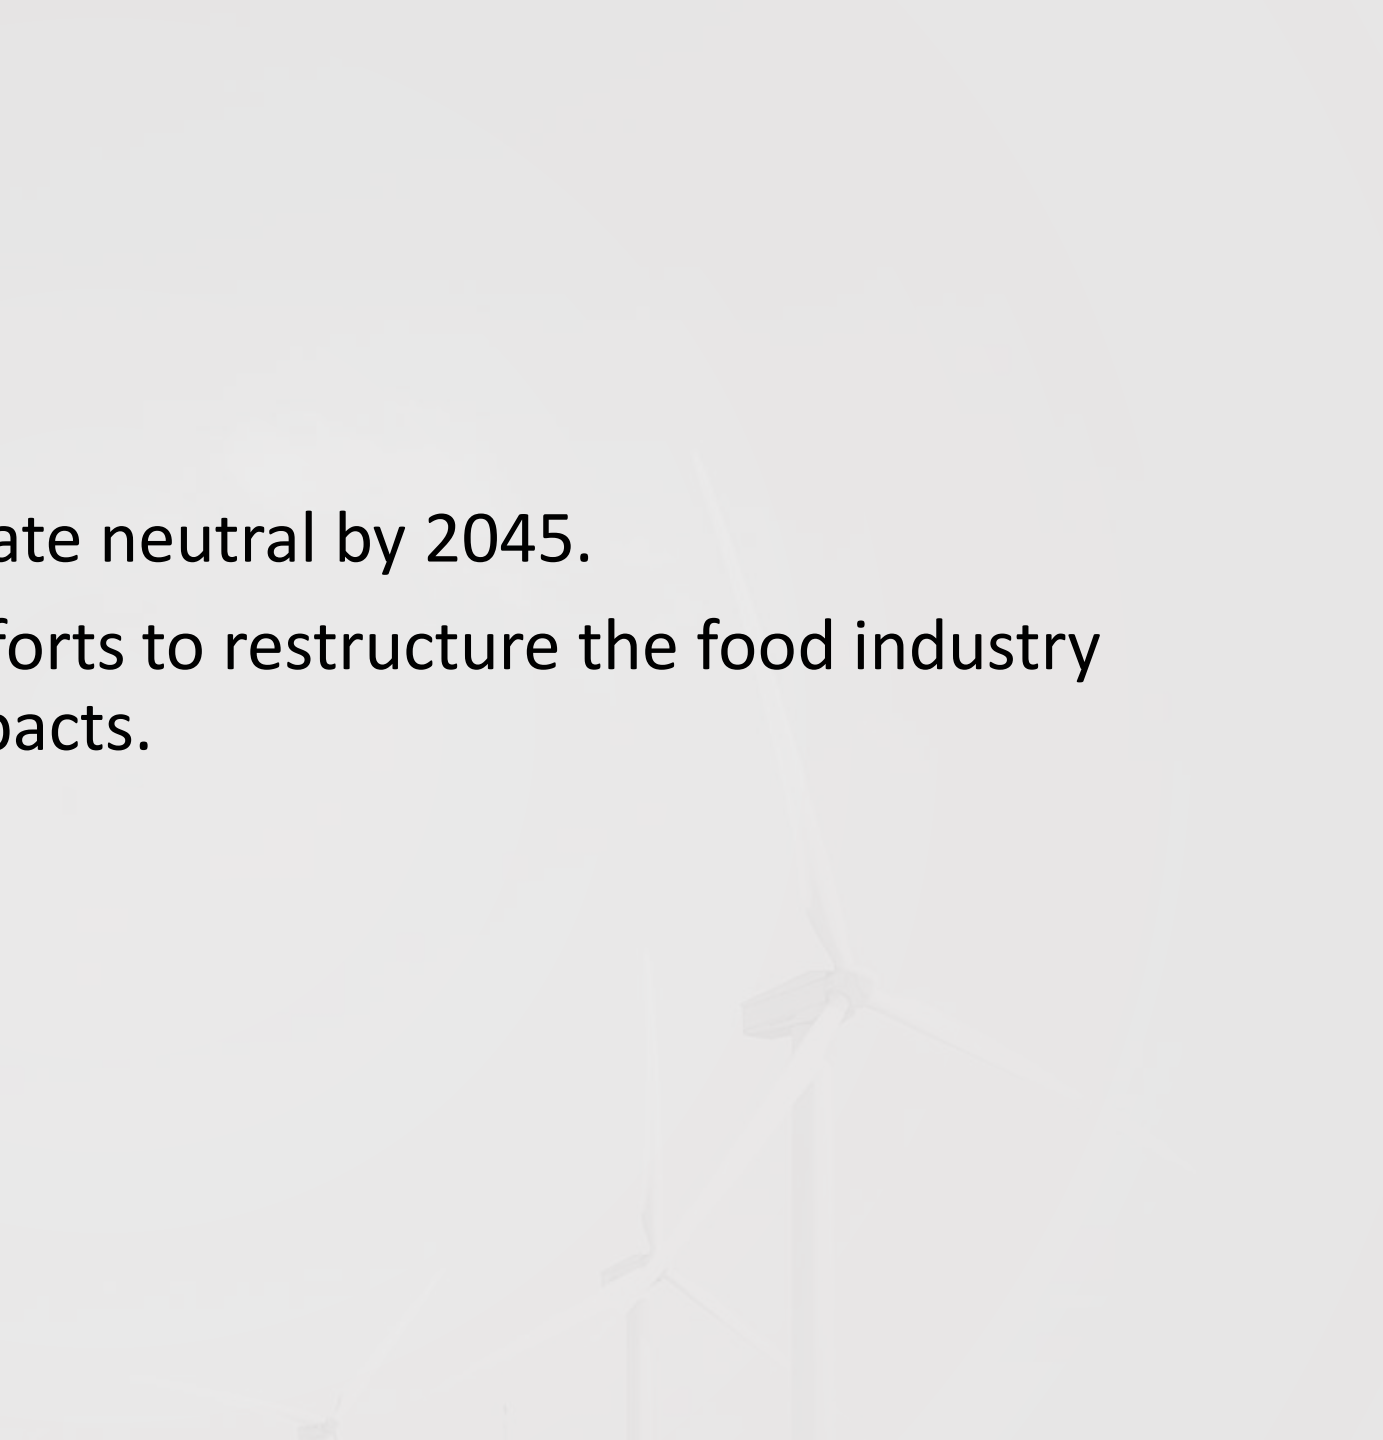 ate neutral by 2045.
forts to restructure the food industry
pacts.